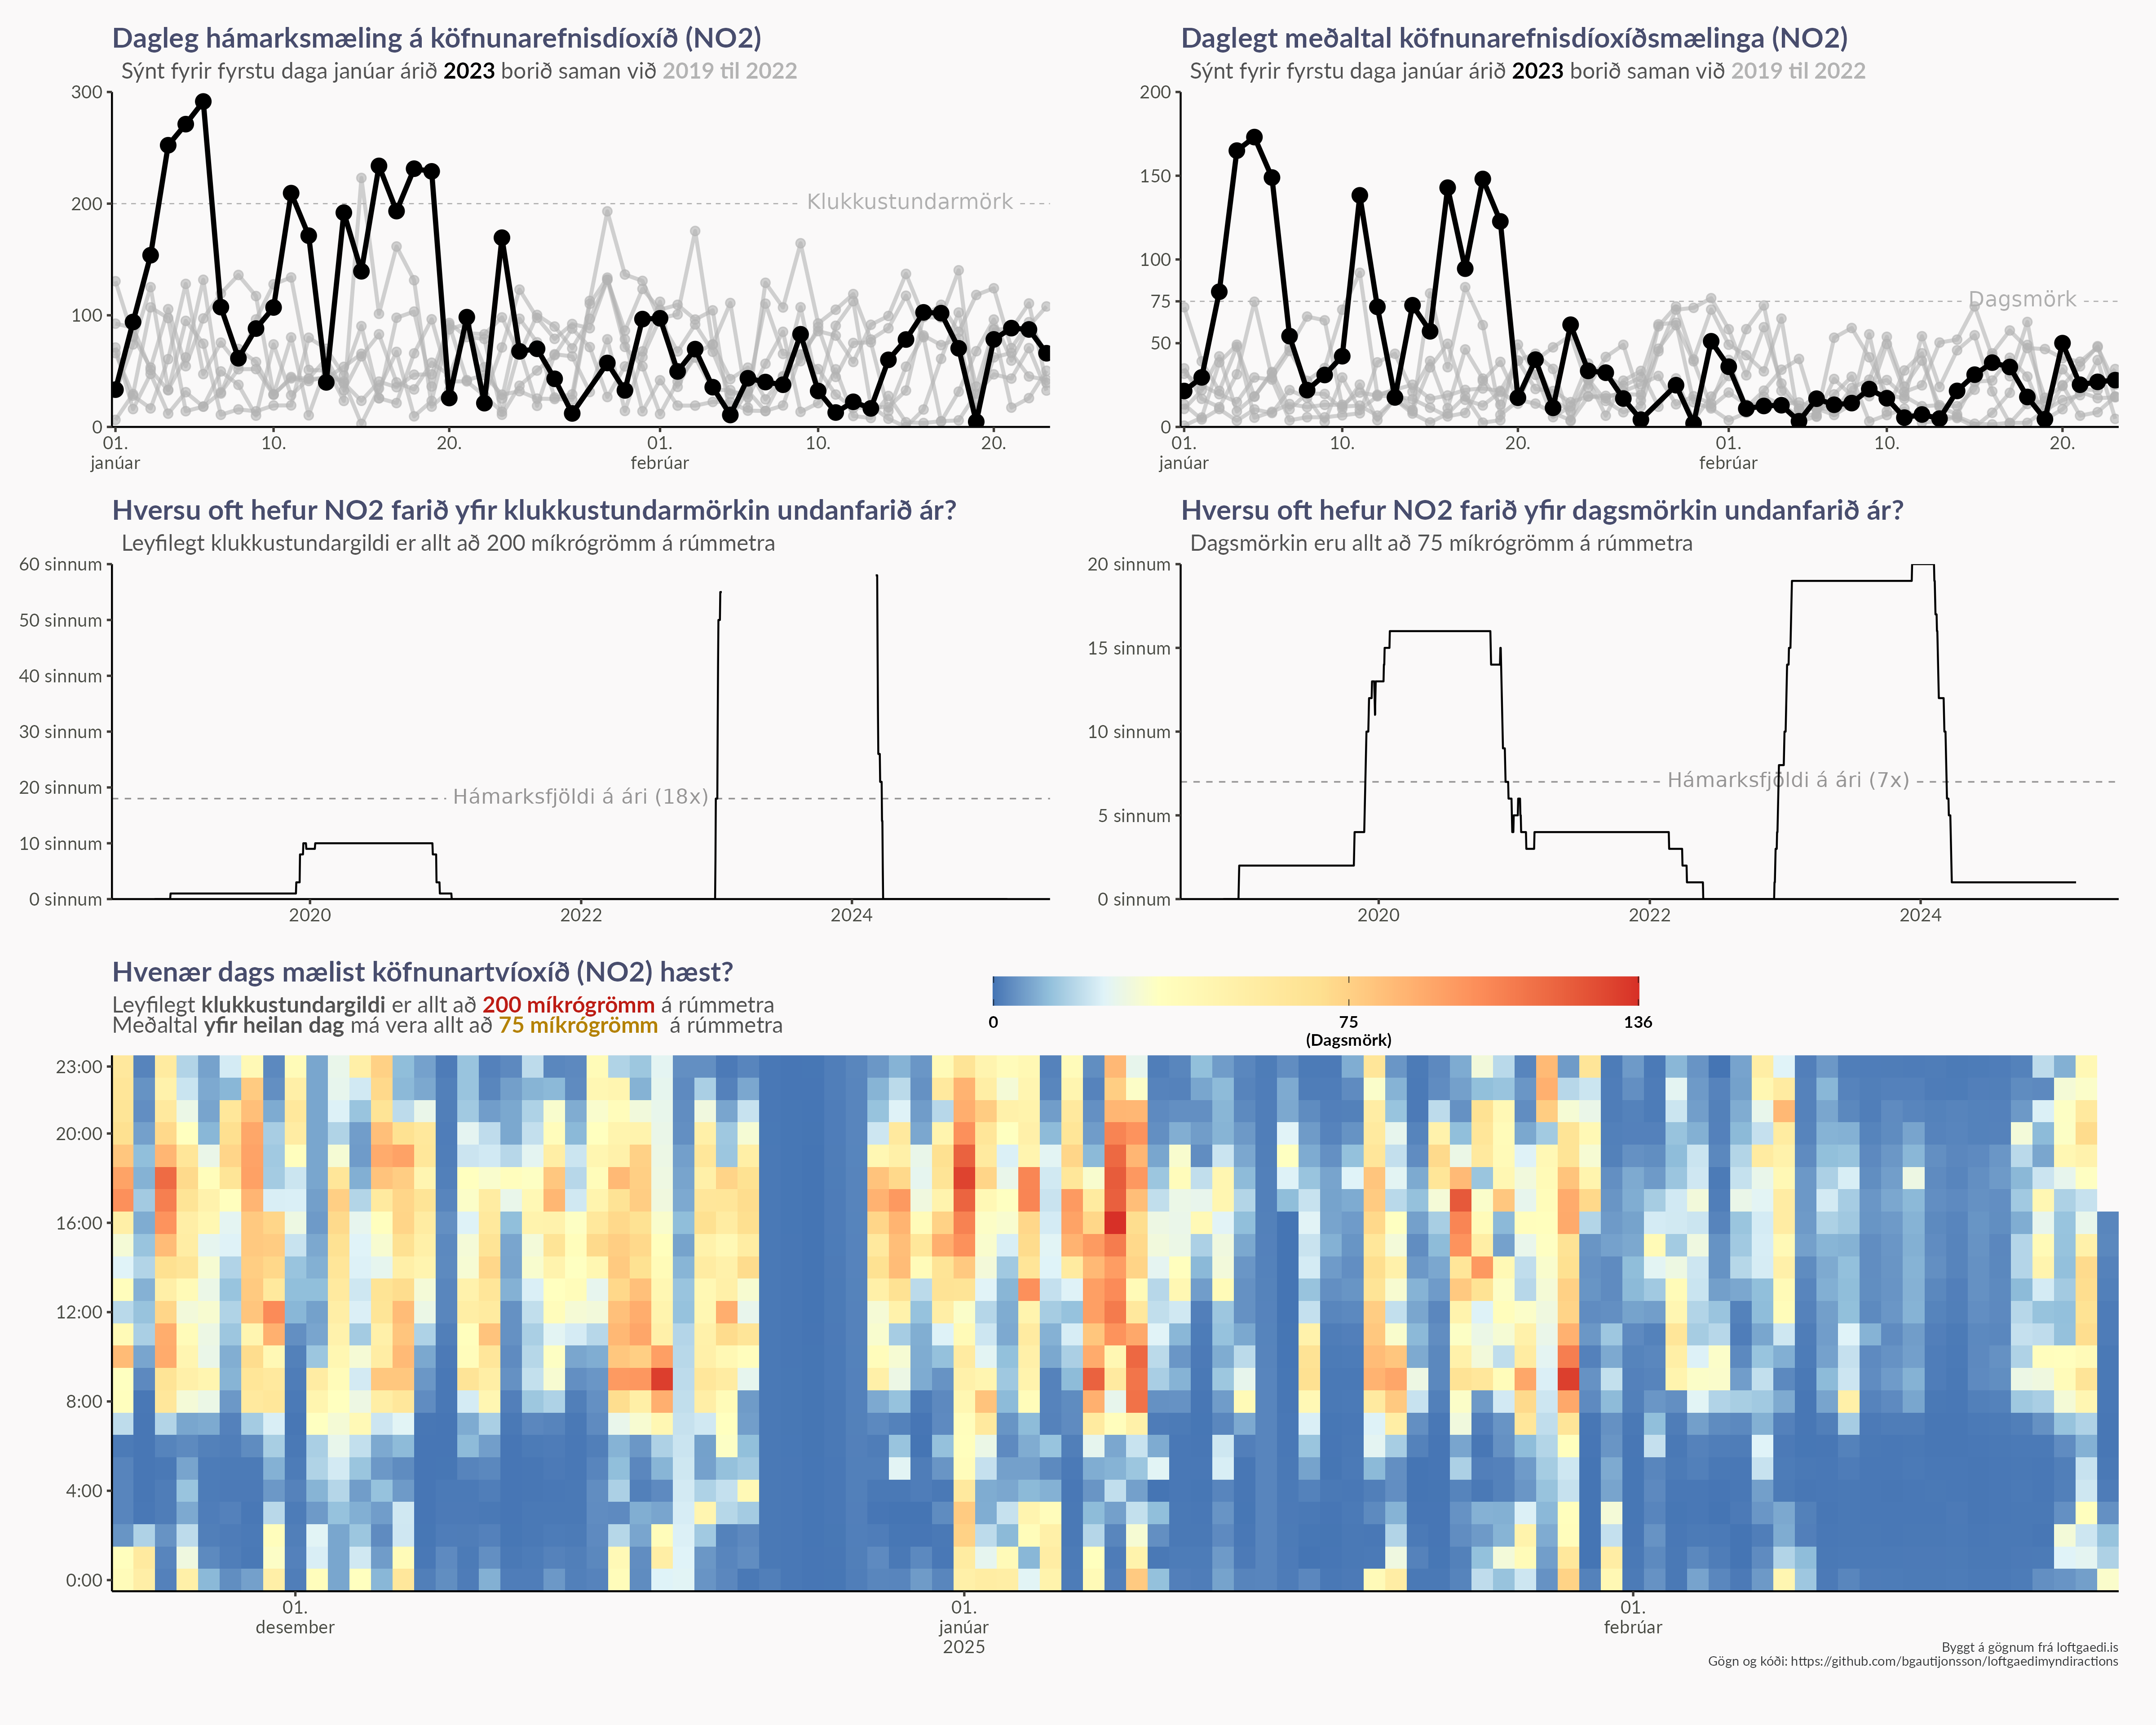 Dagleg hámarksmæling á köfnunarefnisdíoxíð (NO2)
Sýnt fyrir fyrstu daga janúar árið 2023 borið saman við 2019 til 2022
300
200
100
0
Klukkustundarmörk
01.
janúar
10.
20.
01.
febrúar
10.
20.
Daglegt meðaltal köfnunarefnisdíoxíðsmælinga (NO2)
Sýnt fyrir fyrstu daga janúar árið 2023 borið saman við 2019 til 2022
200
150
100
75
50
0
Dagsmörk
01.
janúar
10.
20.
01.
febrúar
10.
20.
Hversu oft hefur NO2 farið yfir klukkustundarmörkin undanfarið ár?
Leyfilegt klukkustundargildi er allt að 200 míkrógrömm á rúmmetra
60 sinnum
50 sinnum
40 sinnum
30 sinnum
20 sinnum
10 sinnum
0 sinnum
Hámarksfjöldi á ári (18x)
2020
2022
2024
Hversu oft hefur NO2 farið yfir dagsmörkin undanfarið ár?
Dagsmörkin eru allt að 75 míkrógrömm á rúmmetra
20 sinnum
15 sinnum
10 sinnum
5 sinnum
0 sinnum
Hámarksfjöldi á ári (7x)
2020
2022
2024
Hvenær dags mælist köfnunartvíoxíð (NO2) hæst?
Leyfilegt klukkustundargildi er allt að 200 míkrógrömm á rúmmetra
Meðaltal yfir heilan dag má vera allt að 75 míkrógrömm á rúmmetra
0
75
(Dagsmörk)
136
23:00
20:00
16:00
12:00
8:00
4:00
0:00
01.
desember
01.
janúar
2025
01.
febrúar
Byggt á gögnum frá loftgaedi.is
Gögn og kóði: https://github.com/bgautijonsson/loftgaedimyndiractions